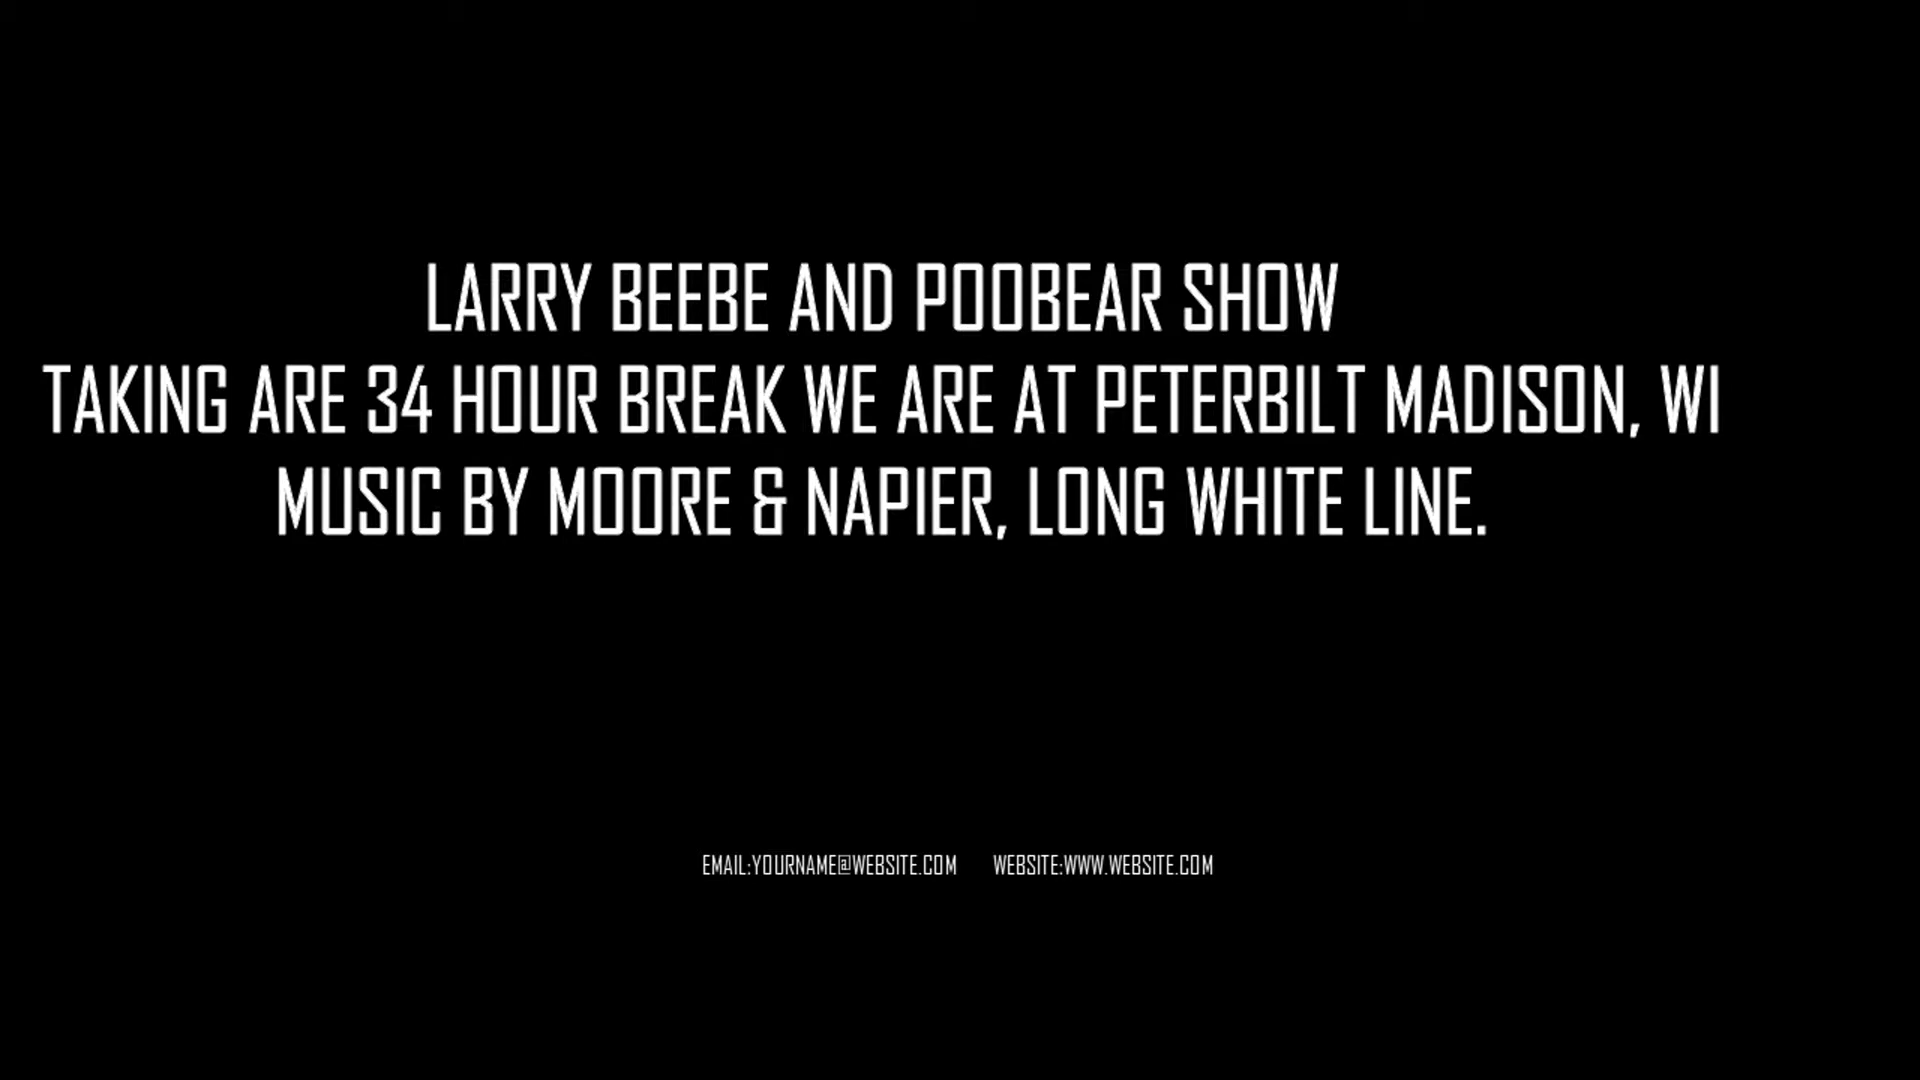 LARRY BEEBE AND POOBEAR SHOW
TAKING ARE 34 HOUR BREAK WE ARE AT PETERBILT MADISON, WI
MUSIC BY MOORE & NAPIER, LONG WHITE LINE.
EMAIL:YOURNAME@WEBSITE.COM WEBSITE:WWW.WEBSITE.COM